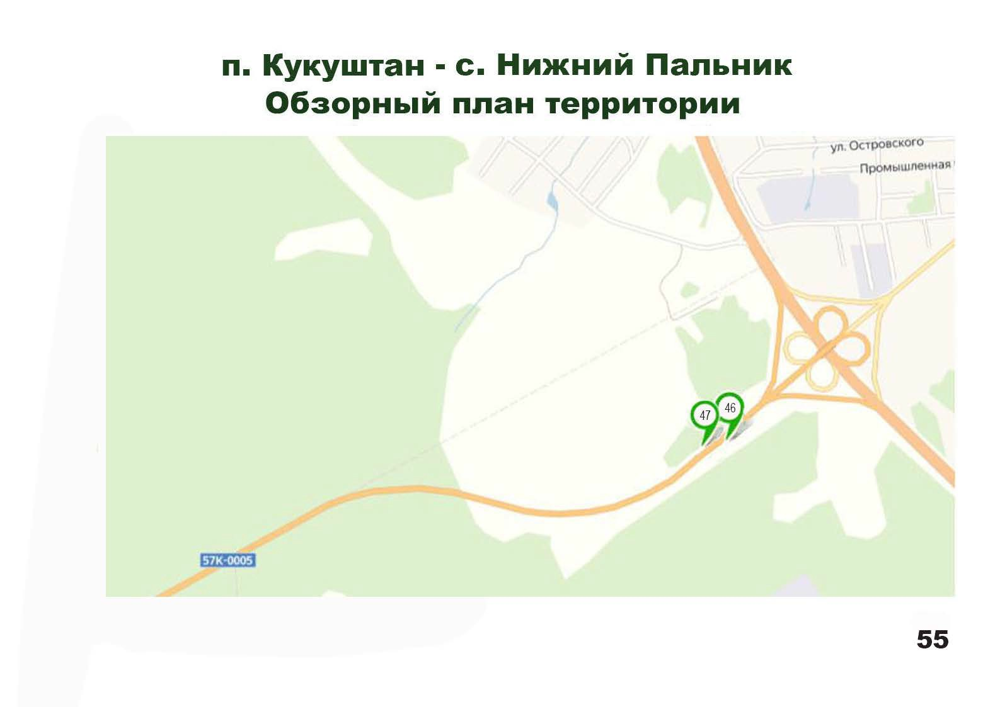 п. Кукуштан - с. Нижний Пальник
Обзорный план территории
ул. Островского
Промышленная
47
46
57К-0005
55